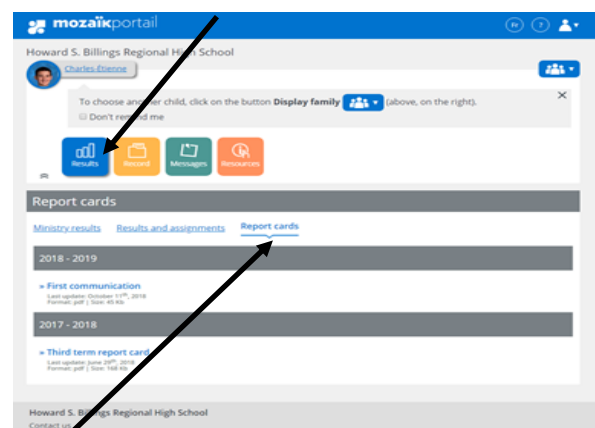 mozaïkportail
Fr ?
Howard S. Billings Regional High School
Charles-Étienne
To choose another child, click on the button Display family (above, on the right).
Don't remind me
×
Results Record Messages Resources
Report cards
Ministry results Results and assignments Report cards
2018 - 2019
» First communication
Last update: October 11th, 2018
Format: pdf | Size: 45 Kb
2017 - 2018
» Third term report card
Last update: June 29th, 2018
Format: pdf | Size: 168 Kb
Howard S. Billings Regional High School
Contact us